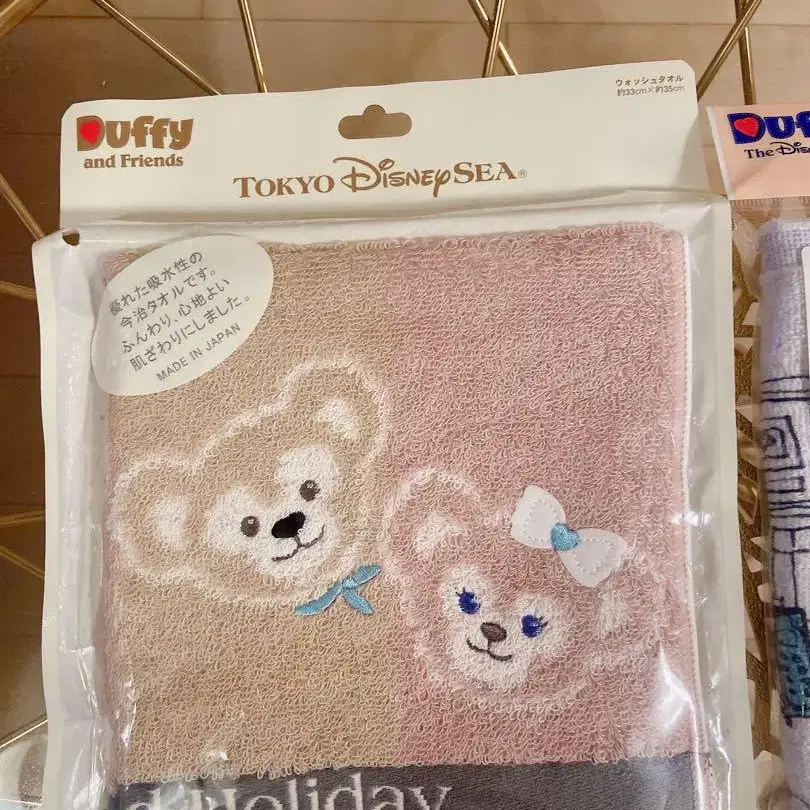 Duffy
and Friends
TOKYO DISNEYSEA®
ウォッシュタオル
約33cm×約35cm
優れた吸水性の
今治タオルです。
ふんわり、心地よい
肌ざわりにしました。
MADE IN JAPAN
Holiday
The